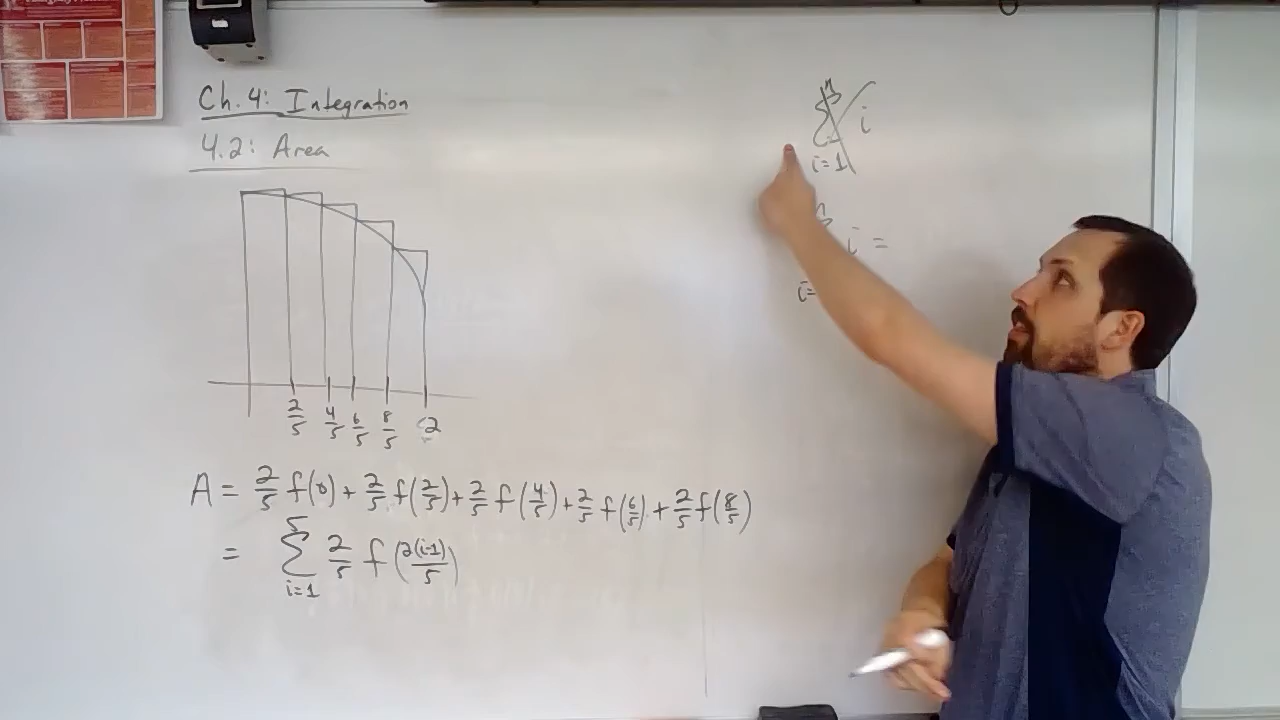 Ch. 4: Integration
4.2: Area
2/5 4/5 6/5 8/5 2
A = 2/5 f(0) + 2/5 f(2/5) + 2/5 f(4/5) + 2/5 f(6/5) + 2/5 f(8/5)
= 5 Σ i=1 2/5 f(2(i-1)/5)
n
i
i=1
n
i =
i=